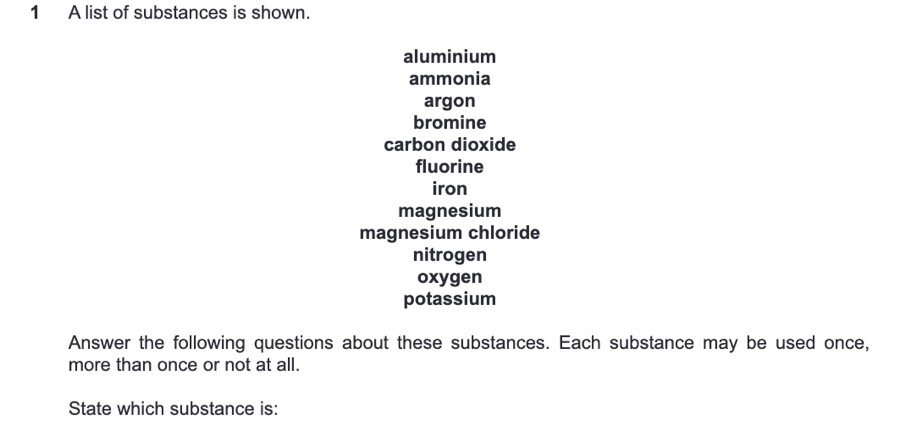 1 A list of substances is shown.
aluminium
ammonia
argon
bromine
carbon dioxide
fluorine
iron
magnesium
magnesium chloride
nitrogen
oxygen
potassium
Answer the following questions about these substances. Each substance may be used once,
more than once or not at all.
State which substance is: